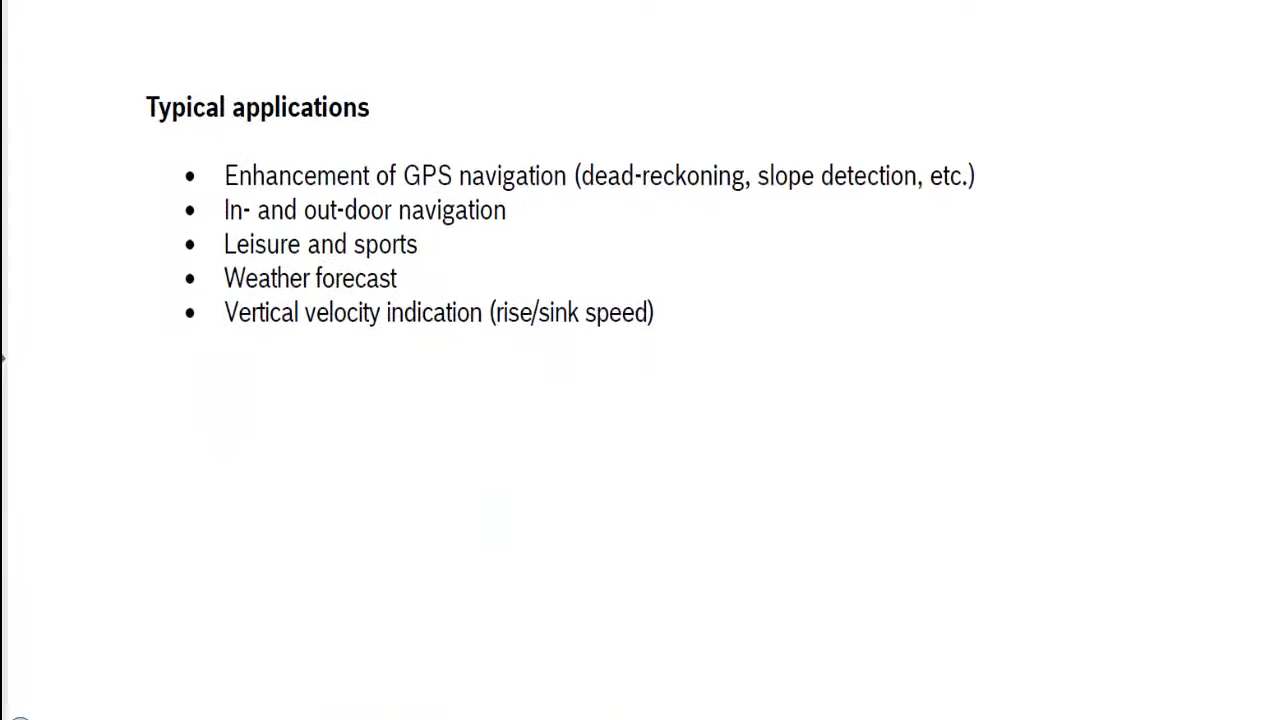 Typical applications
• Enhancement of GPS navigation (dead-reckoning, slope detection, etc.)
• In- and out-door navigation
• Leisure and sports
• Weather forecast
• Vertical velocity indication (rise/sink speed)